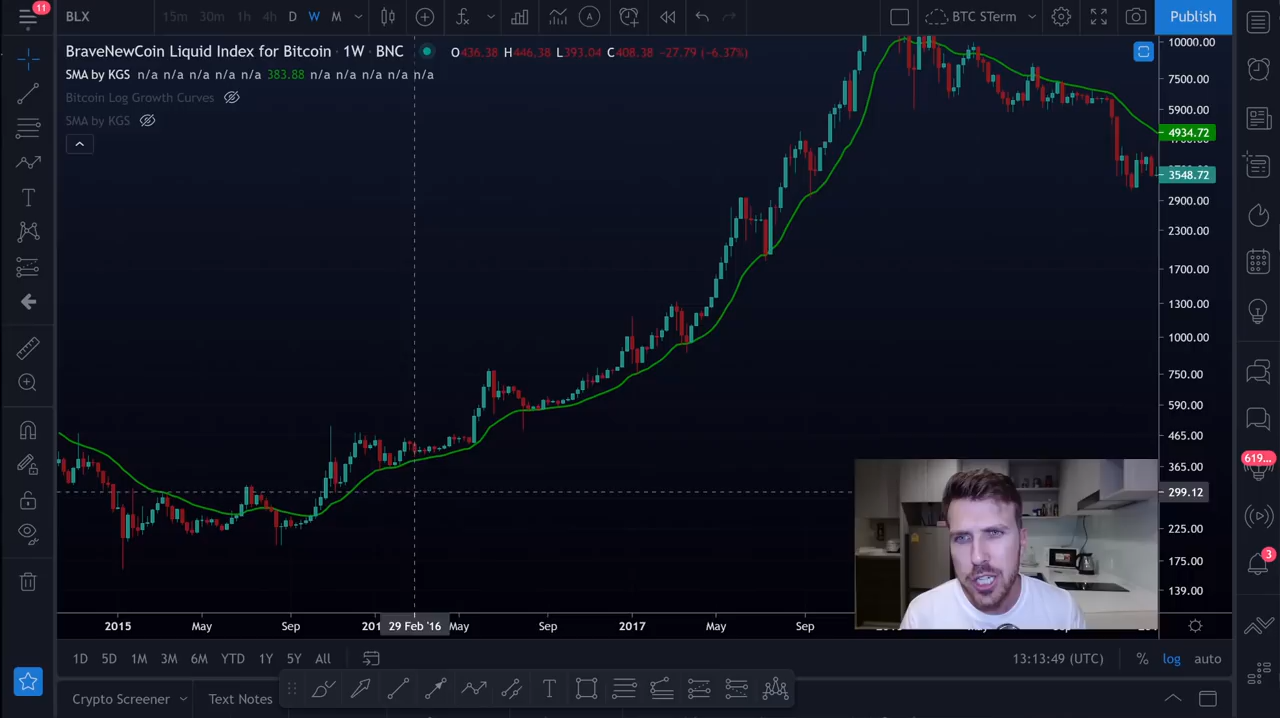 11
BLX
15m 30m 1h 4h D W M
BTC STerm
Publish
BraveNewCoin Liquid Index for Bitcoin · 1W · BNC
O436.38 H446.38 L393.04 C408.38 -27.79 (-6.37%)
SMA by KGS n/a n/a n/a n/a n/a 383.88 n/a n/a n/a n/a n/a
Bitcoin Log Growth Curves
SMA by KGS
10000.00
7500.00
5900.00
4934.72
3548.72
2900.00
2300.00
1700.00
1300.00
1000.00
750.00
590.00
465.00
365.00
299.12
225.00
175.00
139.00
619...
3
2015 May Sep 201 29 Feb '16 May Sep 2017 May Sep
1D 5D 1M 3M 6M YTD 1Y 5Y All
13:13:49 (UTC) % log auto
Crypto Screener Text Notes